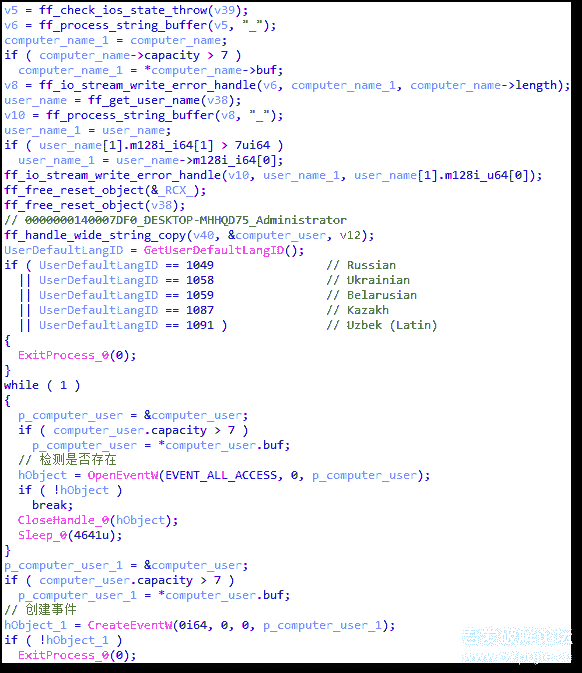 v5 = ff_check_ios_state_throw(v39);
v6 = ff_process_string_buffer(v5, "_");
computer_name_1 = computer_name;
if ( computer_name->capacity > 7 )
computer_name_1 = *computer_name->buf;
v8 = ff_io_stream_write_error_handle(v6, computer_name_1, computer_name->length);
user_name = ff_get_user_name(v38);
v10 = ff_process_string_buffer(v8, "_");
user_name_1 = user_name;
if ( user_name[1].m128i_i64[1] > 7ui64 )
user_name_1 = user_name->m128i_i64[0];
ff_io_stream_write_error_handle(v10, user_name_1, user_name[1].m128i_u64[0]);
ff_free_reset_object(&_RCX_);
ff_free_reset_object(v38);
// 0000000140007DF0_DESKTOP-MHHQD75_Administrator
ff_handle_wide_string_copy(v40, &computer_user, v12);
UserDefaultLangID = GetUserDefaultLangID();
if ( UserDefaultLangID == 1049 // Russian
|| UserDefaultLangID == 1058 // Ukrainian
|| UserDefaultLangID == 1059 // Belarusian
|| UserDefaultLangID == 1087 // Kazakh
|| UserDefaultLangID == 1091 ) // Uzbek (Latin)
{
ExitProcess_0(0);
}
while ( 1 )
{
p_computer_user = &computer_user;
if ( computer_user.capacity > 7 )
p_computer_user = *computer_user.buf;
// 检测是否存在
hObject = OpenEventW(EVENT_ALL_ACCESS, 0, p_computer_user);
if ( !hObject )
break;
CloseHandle_0(hObject);
Sleep_0(4641u);
}
p_computer_user_1 = &computer_user;
if ( computer_user.capacity > 7 )
p_computer_user_1 = *computer_user.buf;
// 创建事件
hObject_1 = CreateEventW(0i64, 0, 0, p_computer_user_1);
if ( !hObject_1 )
ExitProcess_0(0);